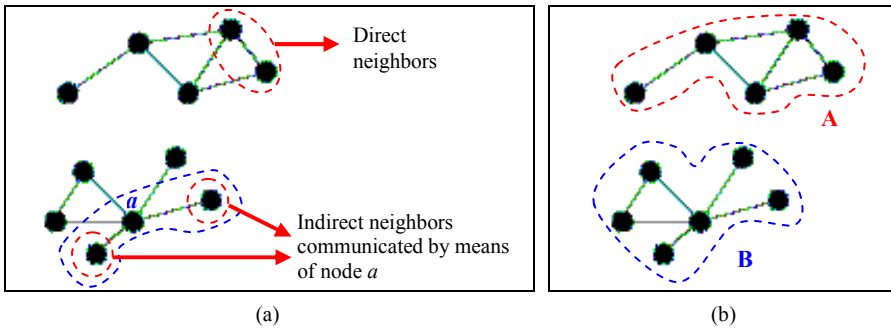 Direct
neighbors
A
a
Indirect neighbors
communicated by means
of node a
B
(a)
(b)